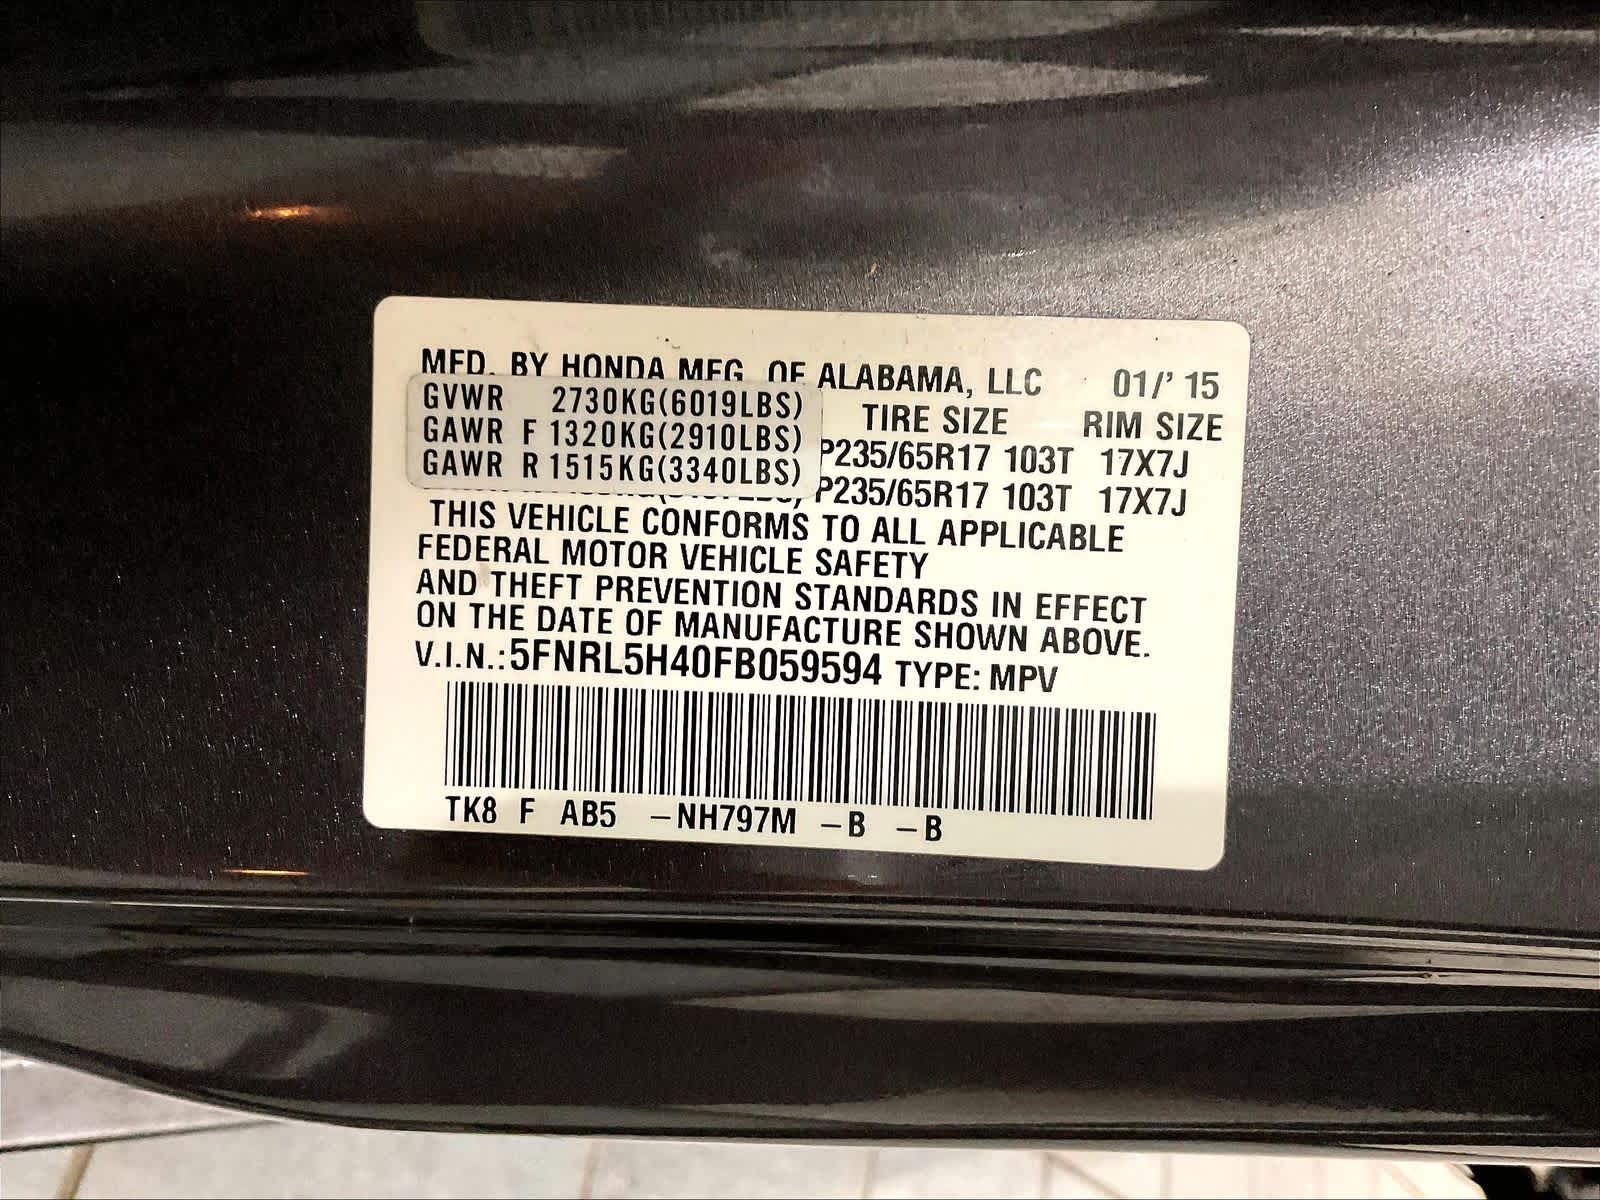 MFD. BY HONDA MFG. OF ALABAMA, LLC 01/' 15
GVWR 2730KG(6019LBS) TIRE SIZE RIM SIZE
GAWR F 1320KG(2910LBS) P235/65R17 103T 17X7J
GAWR R 1515KG(3340LBS) P235/65R17 103T 17X7J
THIS VEHICLE CONFORMS TO ALL APPLICABLE
FEDERAL MOTOR VEHICLE SAFETY
AND THEFT PREVENTION STANDARDS IN EFFECT
ON THE DATE OF MANUFACTURE SHOWN ABOVE.
V.I.N.:5FNRL5H40FB059594 TYPE: MPV
TK8 F AB5 -NH797M -B -B